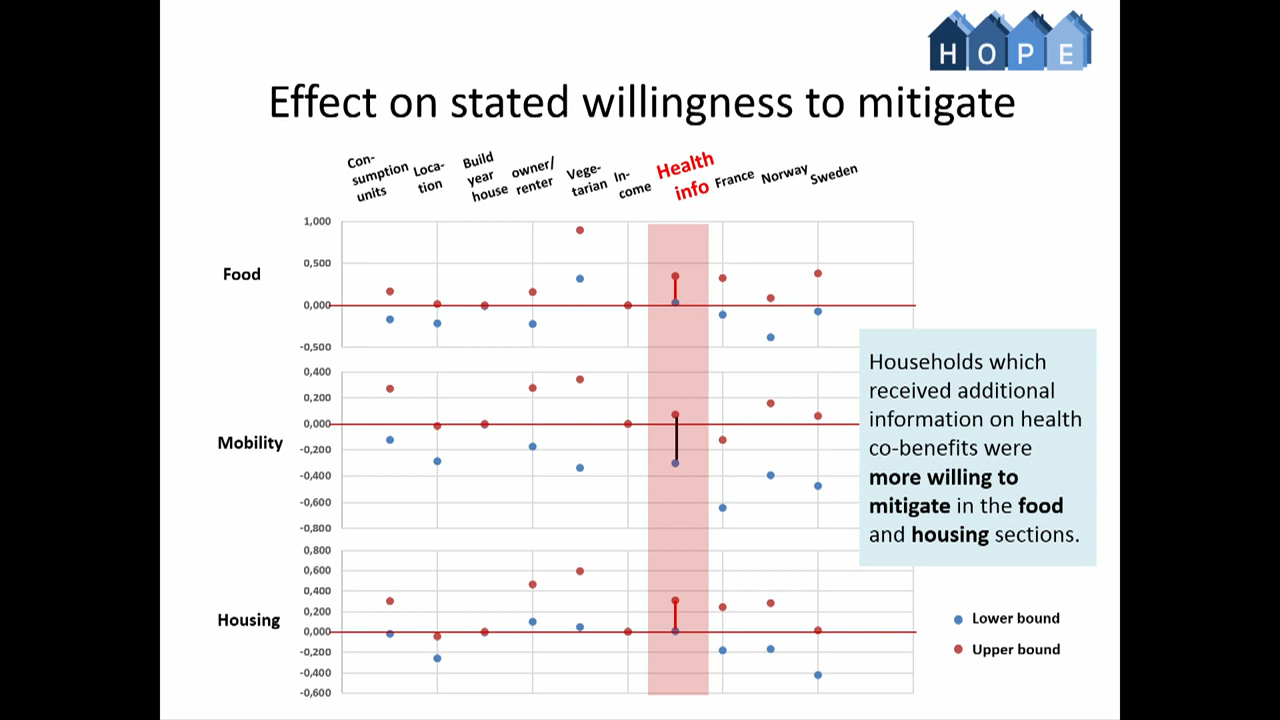 HOPE
Effect on stated willingness to mitigate
Con-
sumption
units
Loca-
tion
Build
year
house
owner/
renter
Vege-
tarian
In-
come
Health
info
France
Norway
Sweden
Food
1,000
0,500
0,000
-0,500
Mobility
0,400
0,200
0,000
-0,200
-0,400
-0,600
-0,800
Housing
0,800
0,600
0,400
0,200
0,000
-0,200
-0,400
-0,600
Households which
received additional
information on health
co-benefits were
more willing to
mitigate in the food
and housing sections.
Lower bound
Upper bound